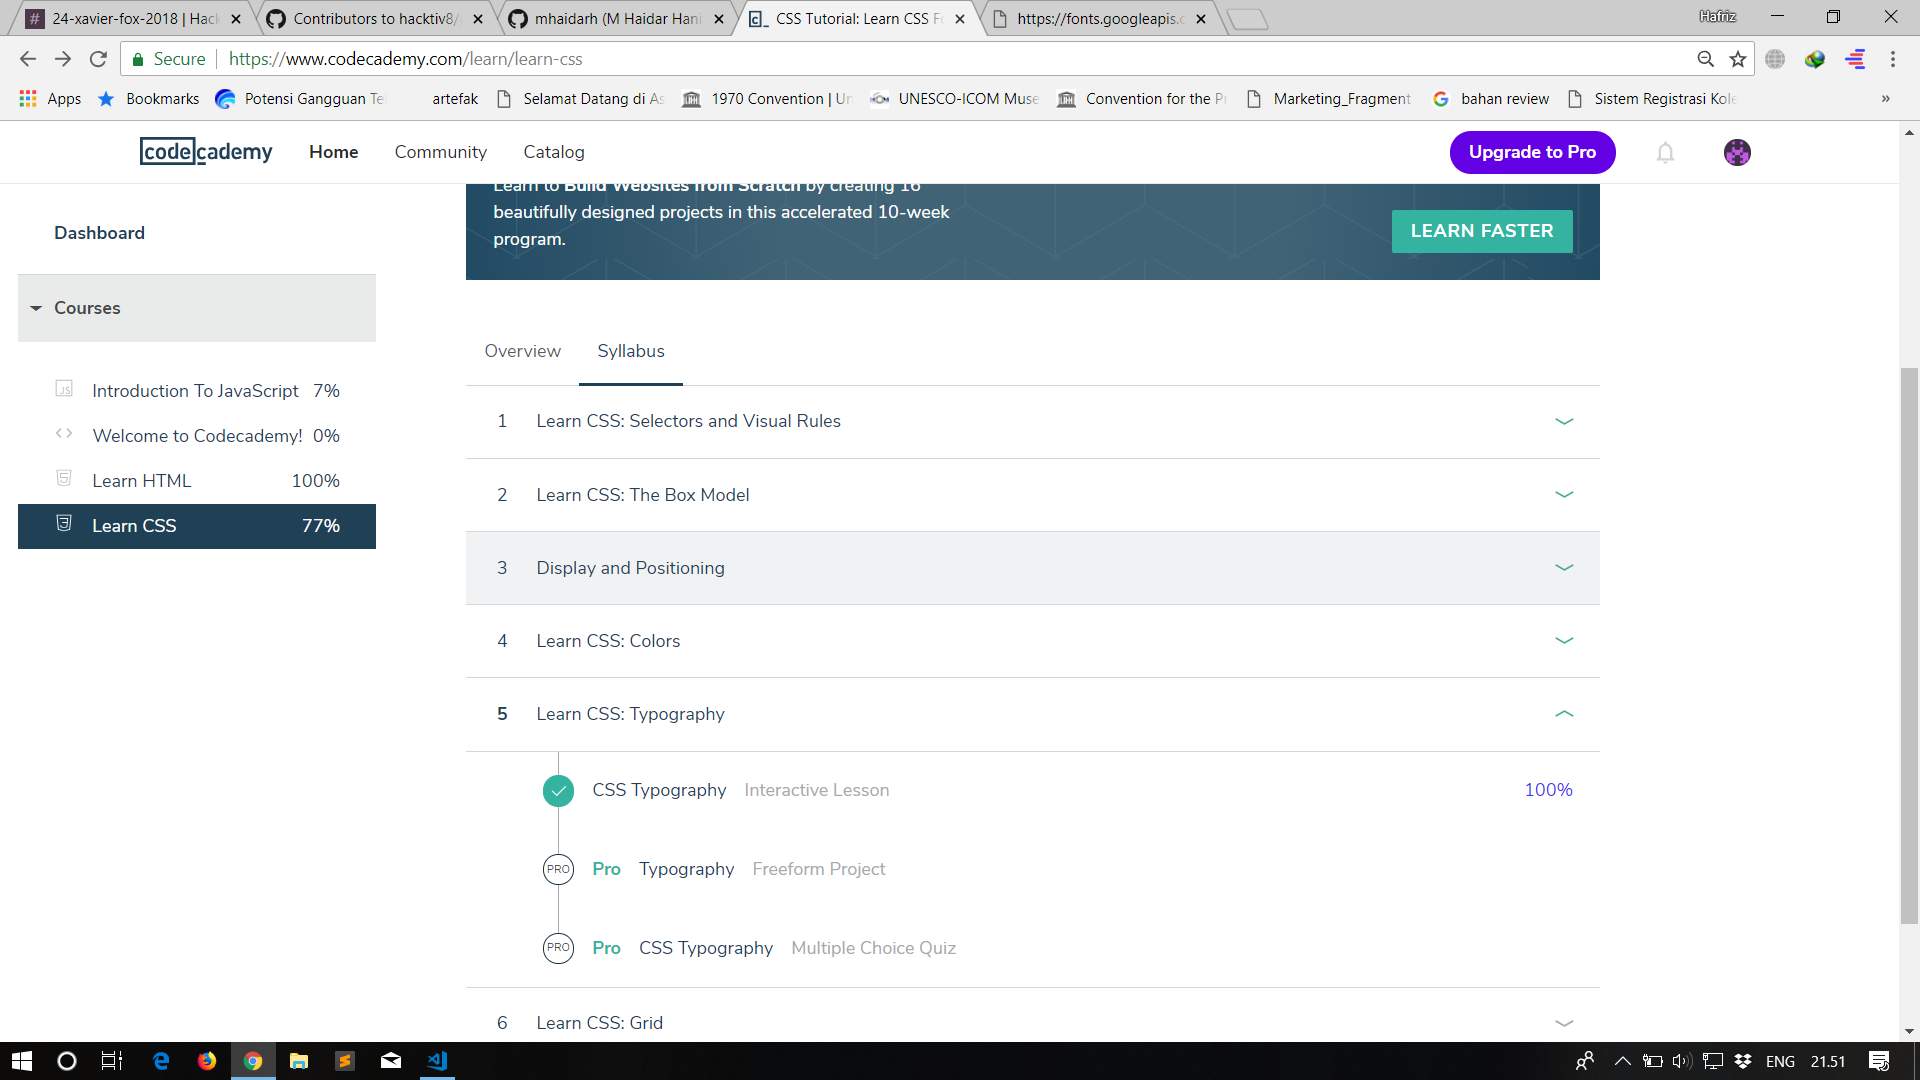 24-xavier-fox-2018 | Hack
Contributors to hacktiv8/
mhaidarh (M Haidar Hani
CSS Tutorial: Learn CSS Fo
https://fonts.googleapis.c
Hafriz
Secure
https://www.codecademy.com/learn/learn-css
Apps
Bookmarks
Potensi Gangguan Te
artefak
Selamat Datang di As
1970 Convention | Un
UNESCO-ICOM Muse
Convention for the Pr
Marketing_Fragment
bahan review
Sistem Registrasi Kole
»
codecademy
Home
Community
Catalog
Upgrade to Pro
Learn to Build Websites from Scratch by creating 16
beautifully designed projects in this accelerated 10-week
program.
LEARN FASTER
Dashboard
Courses
Introduction To JavaScript 7%
Welcome to Codecademy! 0%
Learn HTML 100%
Learn CSS 77%
Overview
Syllabus
1 Learn CSS: Selectors and Visual Rules
2 Learn CSS: The Box Model
3 Display and Positioning
4 Learn CSS: Colors
5 Learn CSS: Typography
CSS Typography Interactive Lesson 100%
PRO Pro Typography Freeform Project
PRO Pro CSS Typography Multiple Choice Quiz
6 Learn CSS: Grid
ENG
21.51